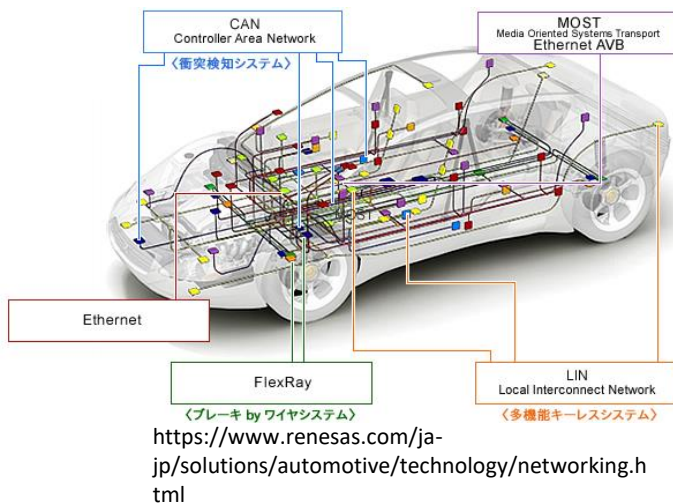 CAN
Controller Area Network
〈衝突検知システム〉
MOST
Media Oriented Systems Transport
Ethernet AVB
Ethernet
FlexRay
〈ブレーキ by ワイヤシステム〉
LIN
Local Interconnect Network
〈多機能キーレスシステム〉
https://www.renesas.com/ja-
jp/solutions/automotive/technology/networking.h
tml